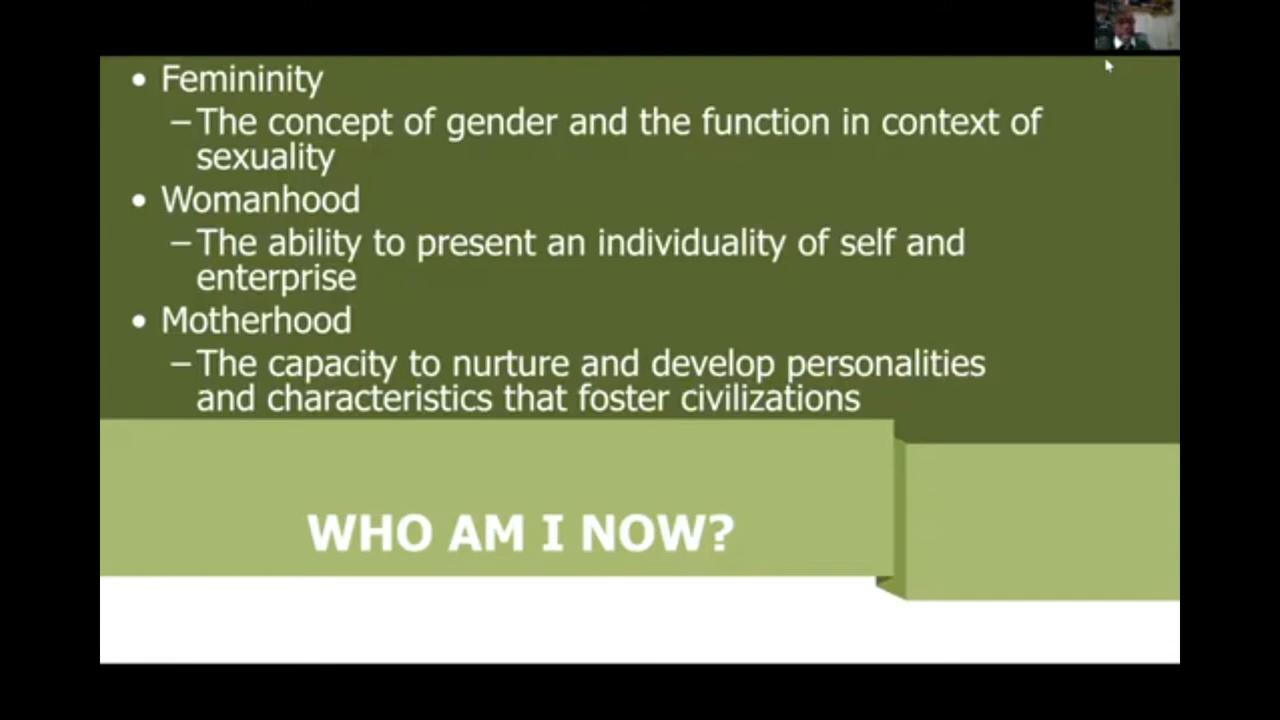 • Femininity
– The concept of gender and the function in context of
sexuality
• Womanhood
– The ability to present an individuality of self and
enterprise
• Motherhood
– The capacity to nurture and develop personalities
and characteristics that foster civilizations
WHO AM I NOW?